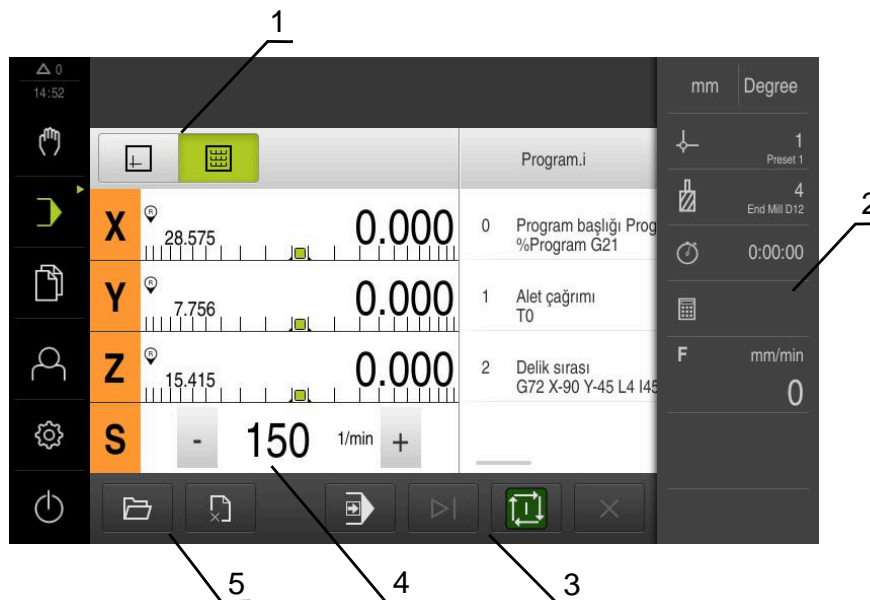 1
0
14:52
mm Degree
1
Preset 1
4
End Mill D12
2
0:00:00
F mm/min
0
Program.i
X R 28.575 0.000
Y R 7.756 0.000
Z R 15.415 0.000
S - 150 1/min +
0 Program başlığı Prog
%Program G21
1 Alet çağrımı
T0
2 Delik sırası
G72 X-90 Y-45 L4 I45
5 4 3